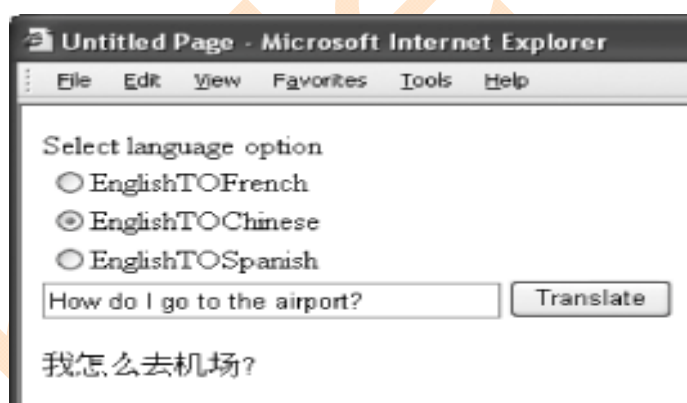 Untitled Page - Microsoft Internet Explorer
File Edit View Favorites Tools Help
Select language option
EnglishTOFrench
EnglishTOChinese
EnglishTOSpanish
How do I go to the airport? Translate
我怎么去机场?